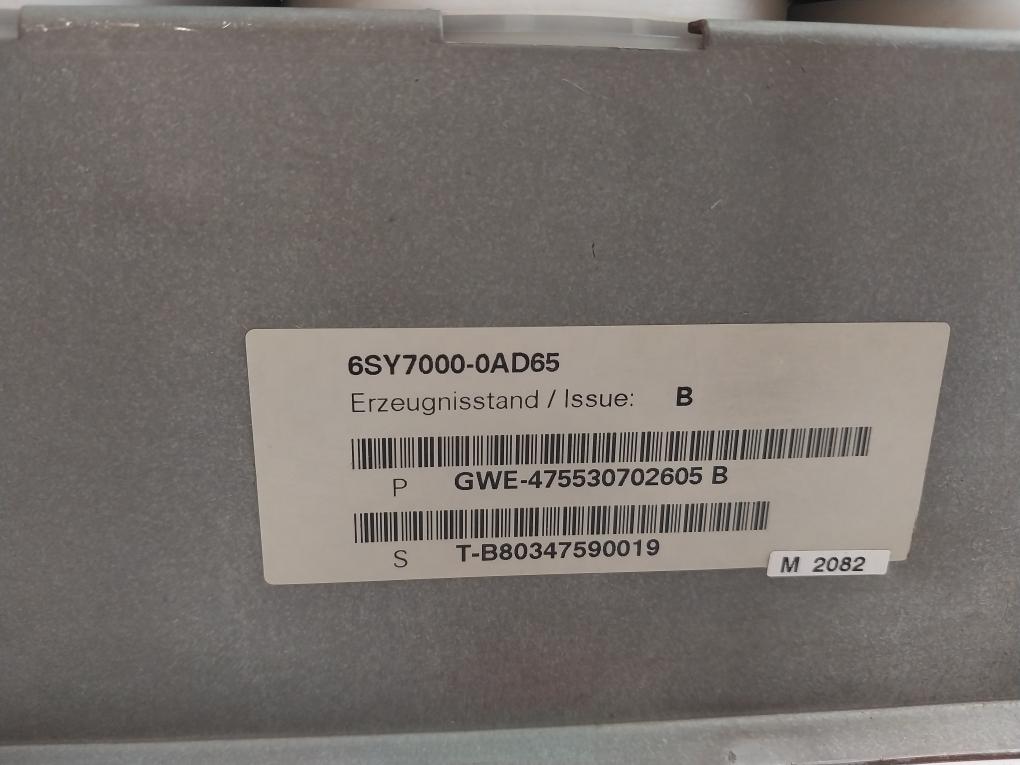 6SY7000-0AD65
Erzeugnisstand / Issue: B
P GWE-475530702605 B
S T-B80347590019
M 2082